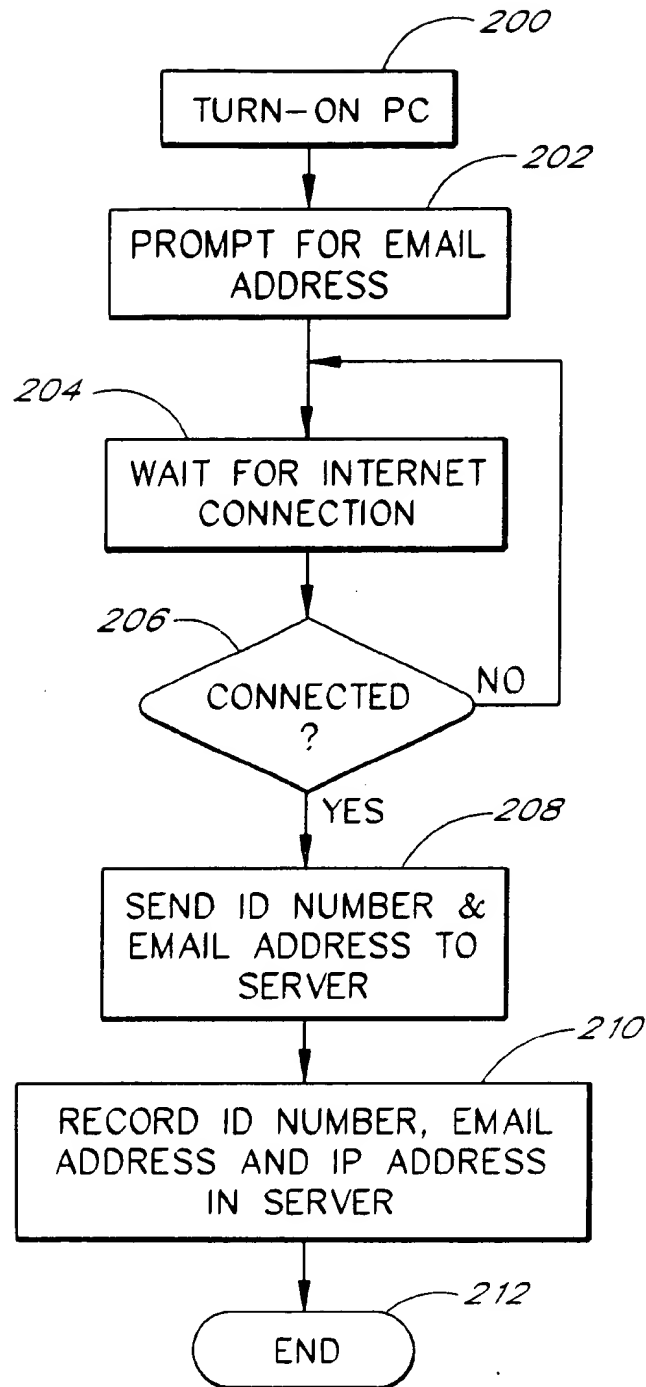 200
TURN-ON PC
202
PROMPT FOR EMAIL
ADDRESS
204
WAIT FOR INTERNET
CONNECTION
206
CONNECTED
?
NO
YES
208
SEND ID NUMBER &
EMAIL ADDRESS TO
SERVER
210
RECORD ID NUMBER, EMAIL
ADDRESS AND IP ADDRESS
IN SERVER
212
END